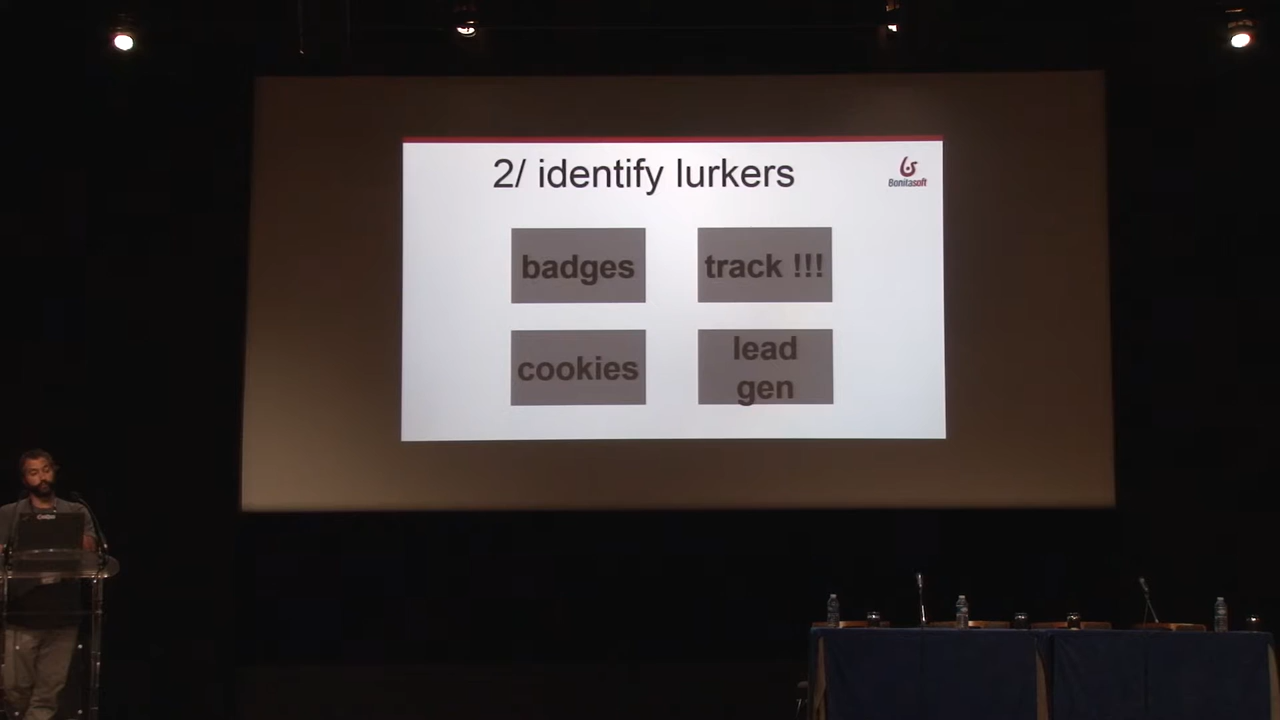 2/ identify lurkers
Bonitasoft
badges
track !!!
cookies
lead
gen